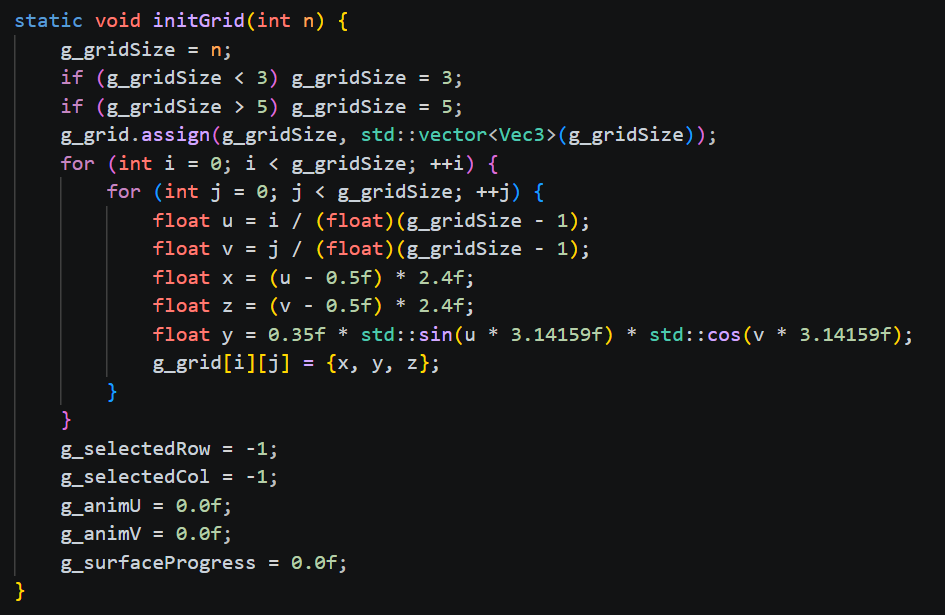 static void initGrid(int n) {
    g_gridSize = n;
    if (g_gridSize < 3) g_gridSize = 3;
    if (g_gridSize > 5) g_gridSize = 5;
    g_grid.assign(g_gridSize, std::vector<Vec3>(g_gridSize));
    for (int i = 0; i < g_gridSize; ++i) {
        for (int j = 0; j < g_gridSize; ++j) {
            float u = i / (float)(g_gridSize - 1);
            float v = j / (float)(g_gridSize - 1);
            float x = (u - 0.5f) * 2.4f;
            float z = (v - 0.5f) * 2.4f;
            float y = 0.35f * std::sin(u * 3.14159f) * std::cos(v * 3.14159f);
            g_grid[i][j] = {x, y, z};
        }
    }
    g_selectedRow = -1;
    g_selectedCol = -1;
    g_animU = 0.0f;
    g_animV = 0.0f;
    g_surfaceProgress = 0.0f;
}